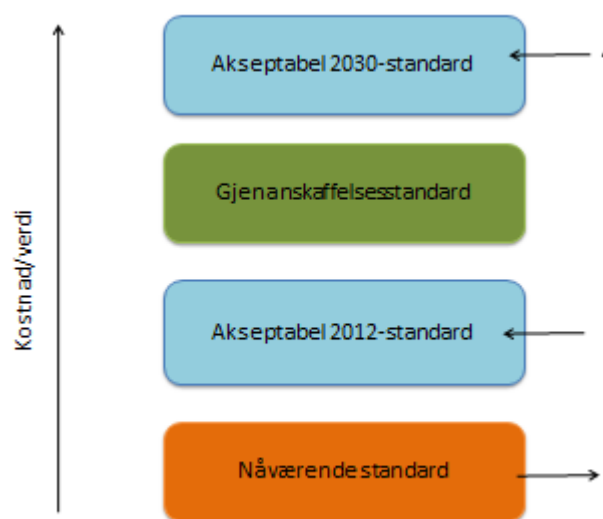 Akseptabel 2030-standard
Gjenanskaffelsesstandard
Akseptabel 2012-standard
Nåværende standard
Kostnad/verdi